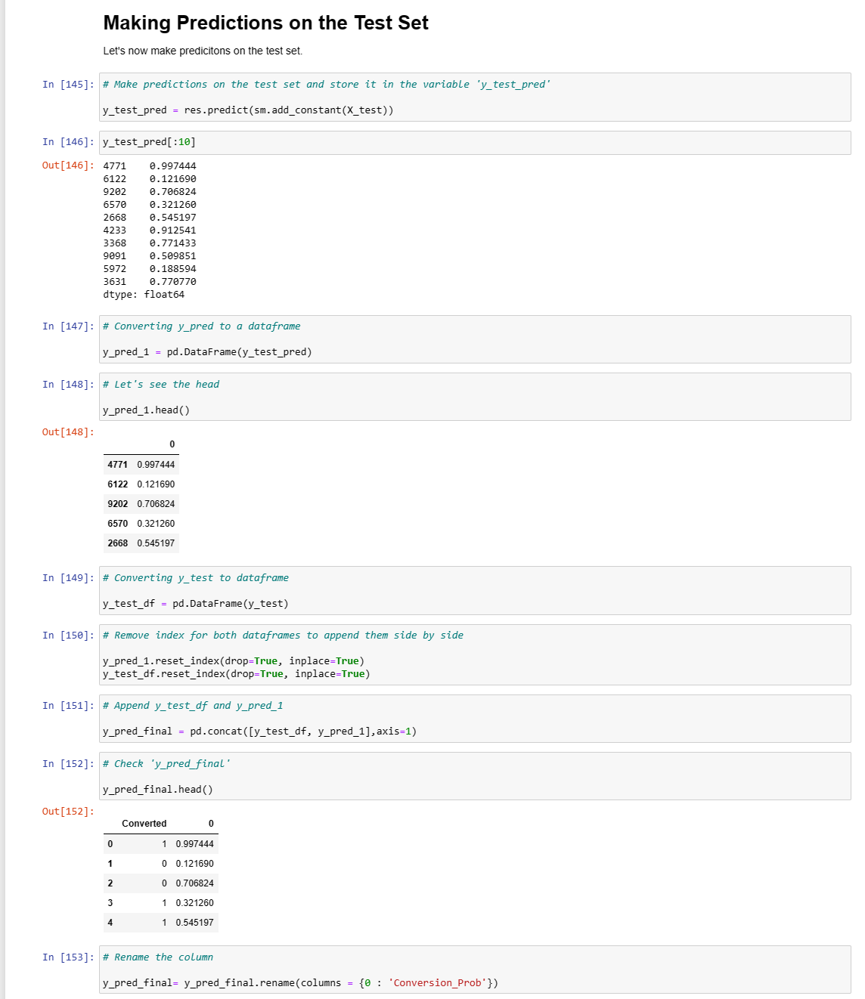 Making Predictions on the Test Set
Let's now make predicitons on the test set.
In [145]: # Make predictions on the test set and store it in the variable 'y_test_pred'
y_test_pred = res.predict(sm.add_constant(X_test))
In [146]: y_test_pred[:10]
Out[146]: 4771    0.997444
6122    0.121690
9202    0.706824
6570    0.321260
2668    0.545197
4233    0.912541
3368    0.771433
9091    0.509851
5972    0.188594
3631    0.770770
dtype: float64
In [147]: # Converting y_pred to a dataframe
y_pred_1 = pd.DataFrame(y_test_pred)
In [148]: # Let's see the head
y_pred_1.head()
Out[148]:
0
4771 0.997444
6122 0.121690
9202 0.706824
6570 0.321260
2668 0.545197
In [149]: # Converting y_test to dataframe
y_test_df = pd.DataFrame(y_test)
In [150]: # Remove index for both dataframes to append them side by side
y_pred_1.reset_index(drop=True, inplace=True)
y_test_df.reset_index(drop=True, inplace=True)
In [151]: # Append y_test_df and y_pred_1
y_pred_final = pd.concat([y_test_df, y_pred_1],axis=1)
In [152]: # Check 'y_pred_final'
y_pred_final.head()
Out[152]:
Converted 0
0 1 0.997444
1 0 0.121690
2 0 0.706824
3 1 0.321260
4 1 0.545197
In [153]: # Rename the column
y_pred_final= y_pred_final.rename(columns = {0 : 'Conversion_Prob'})